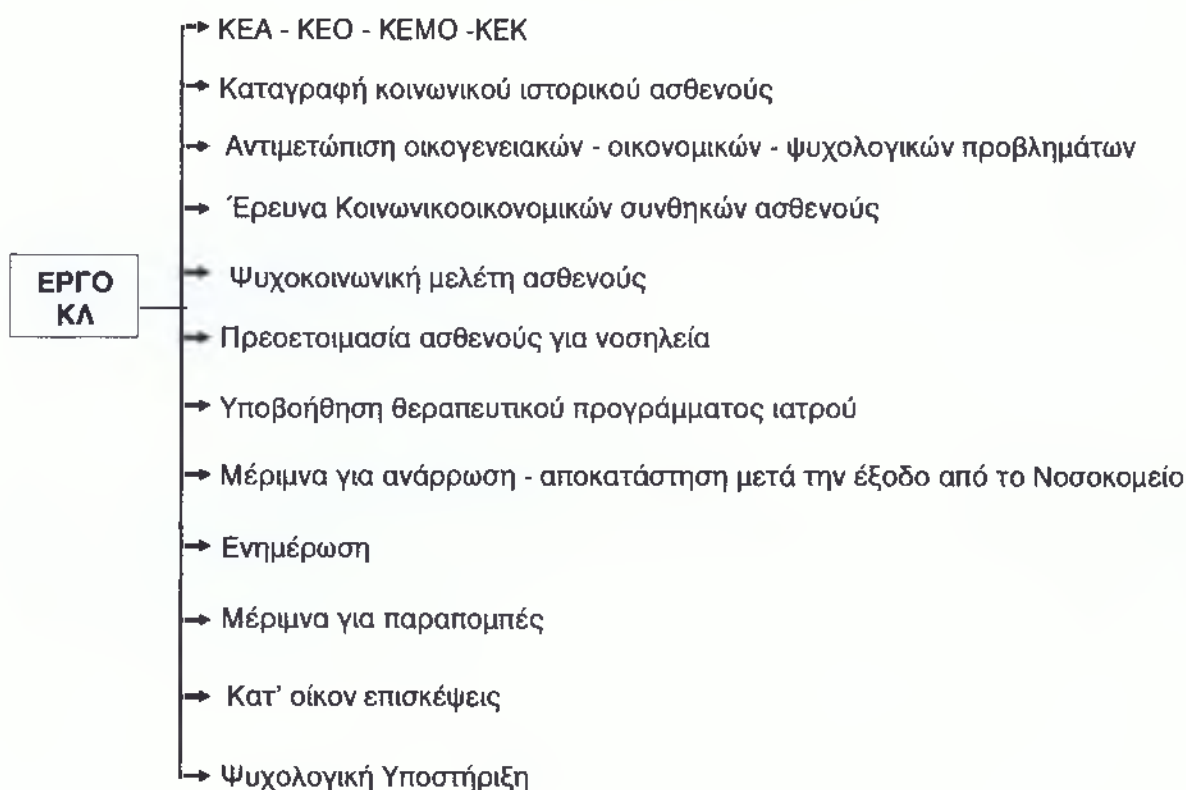 ΚΕΑ - ΚΕΟ - ΚΕΜΟ -ΚΕΚ
Καταγραφή κοινωνικού ιστορικού ασθενούς
Αντιμετώπιση οικογενειακών - οικονομικών - ψυχολογικών προβλημάτων
Έρευνα Κοινωνικοοικονομικών συνθηκών ασθενούς
ΕΡΓΟ
ΚΛ
Ψυχοκοινωνική μελέτη ασθενούς
Πρεοετοιμασία ασθενούς για νοσηλεία
Υποβοήθηση θεραπευτικού προγράμματος ιατρού
Μέριμνα για ανάρρωση - αποκατάστηση μετά την έξοδο από το Νοσοκομείο
Ενημέρωση
Μέριμνα για παραπομπές
Κατ' οίκον επισκέψεις
Ψυχολογική Υποστήριξη